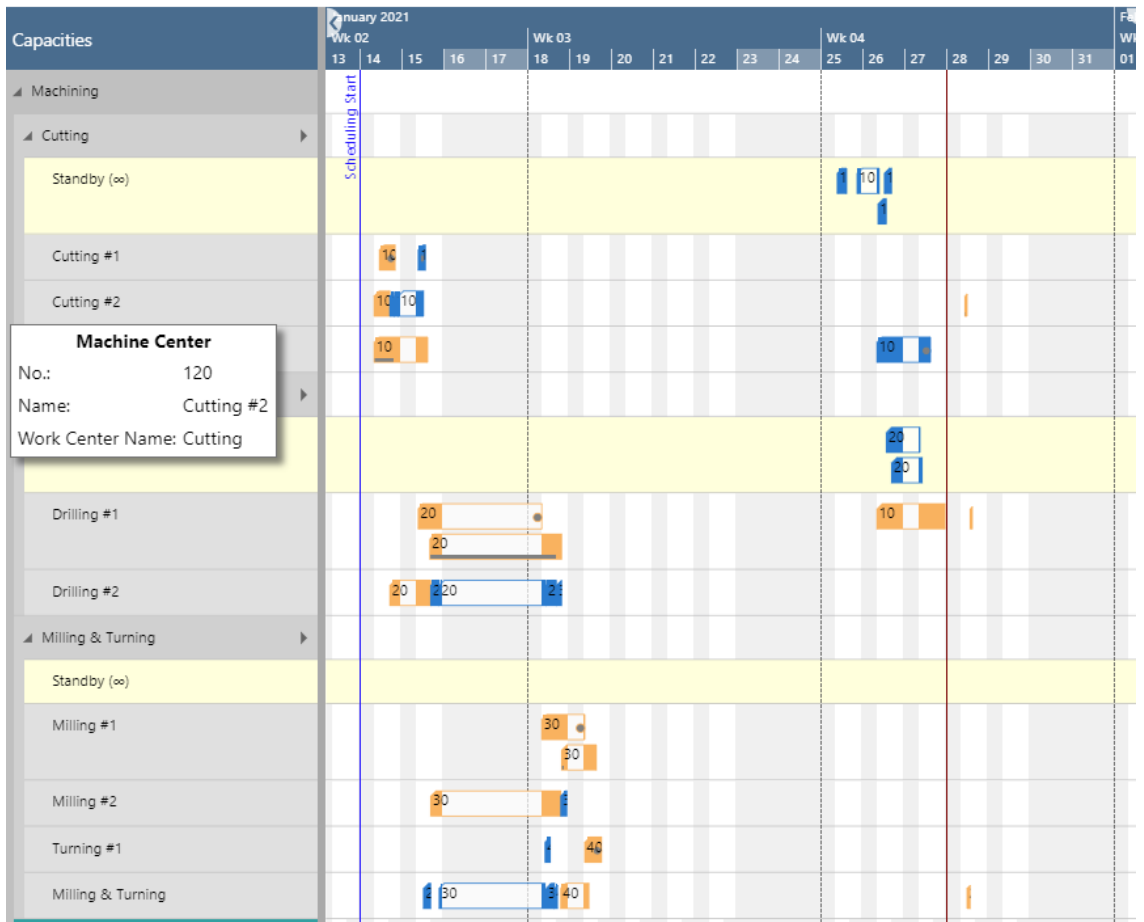 Capacities
anuary 2021
Wk 02 Wk 03 Wk 04
13 14 15 16 17 18 19 20 21 22 23 24 25 26 27 28 29 30 31 01
Machining
Scheduling Start
Cutting
Standby (∞)
10
Cutting #1
10
Cutting #2
10 10
Machine Center
No.: 120
Name: Cutting #2
Work Center Name: Cutting
10 10
20
20
Drilling #1
20 10
20
Drilling #2
20 20
Milling & Turning
Standby (∞)
Milling #1
30
30
Milling #2
30
Turning #1
40
Milling & Turning
30 40